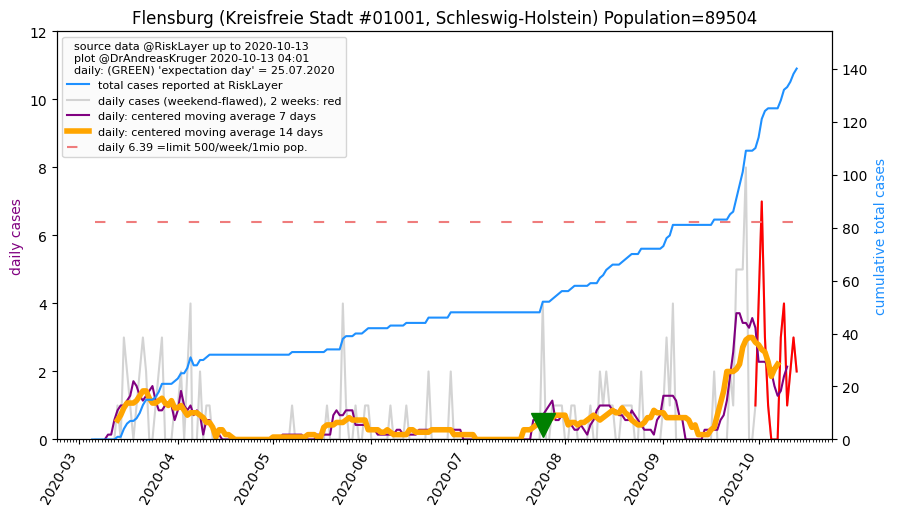 Flensburg (Kreisfreie Stadt #01001, Schleswig-Holstein) Population=89504
source data @RiskLayer up to 2020-10-13
plot @DrAndreasKruger 2020-10-13 04:01
daily: (GREEN) 'expectation day' = 25.07.2020
total cases reported at RiskLayer
daily cases (weekend-flawed), 2 weeks: red
daily: centered moving average 7 days
daily: centered moving average 14 days
daily 6.39 =limit 500/week/1mio pop.
daily cases
12
10
8
6
4
2
0
cumulative total cases
140
120
100
80
60
40
20
0
2020-03
2020-04
2020-05
2020-06
2020-07
2020-08
2020-09
2020-10